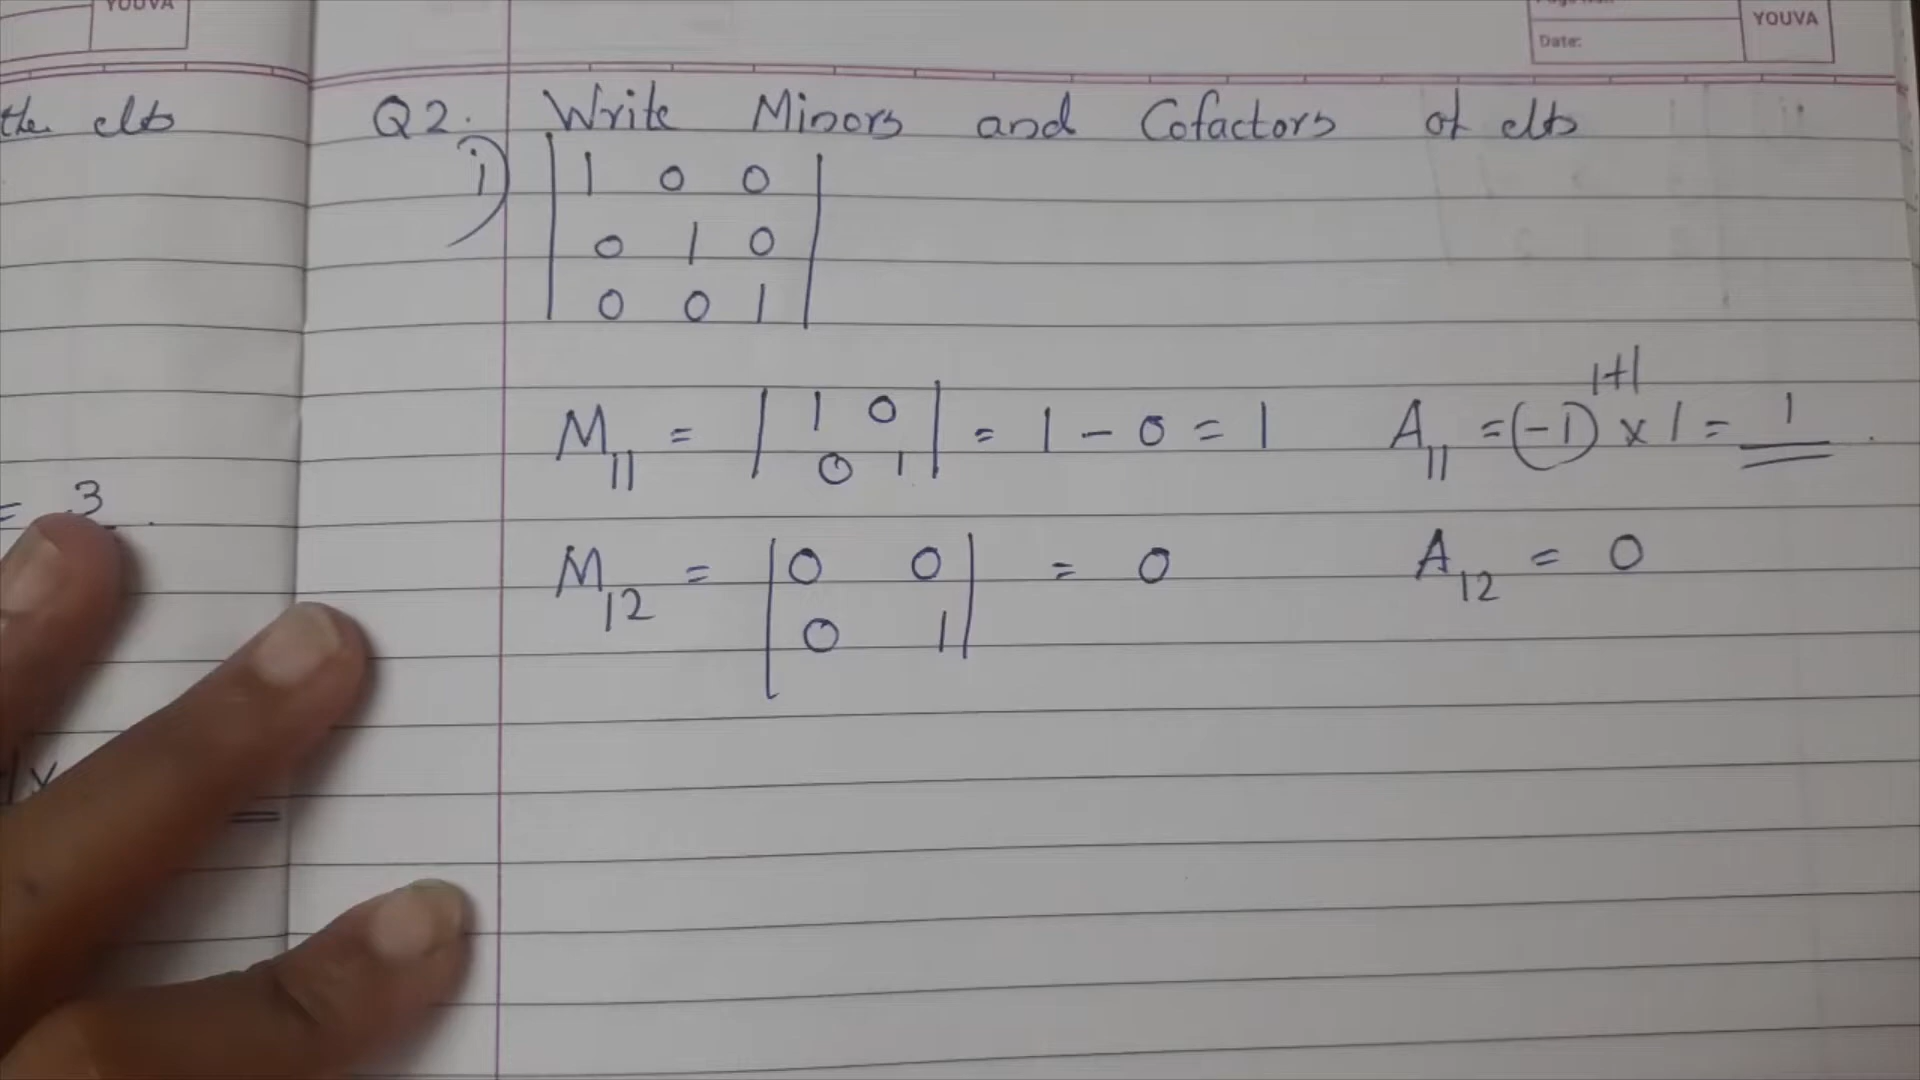 YOUVA
YOUVA
Date:
the elts
= 3.
Q2. Write Minors and Cofactors of elts
i) | 1 0 0 |
| 0 1 0 |
| 0 0 1 |
M11 = | 1 0 | = 1 - 0 = 1 A11 = (-1)^1+1 × 1 = 1
| 0 1 |
M12 = | 0 0 | = 0 A12 = 0
| 0 1 |